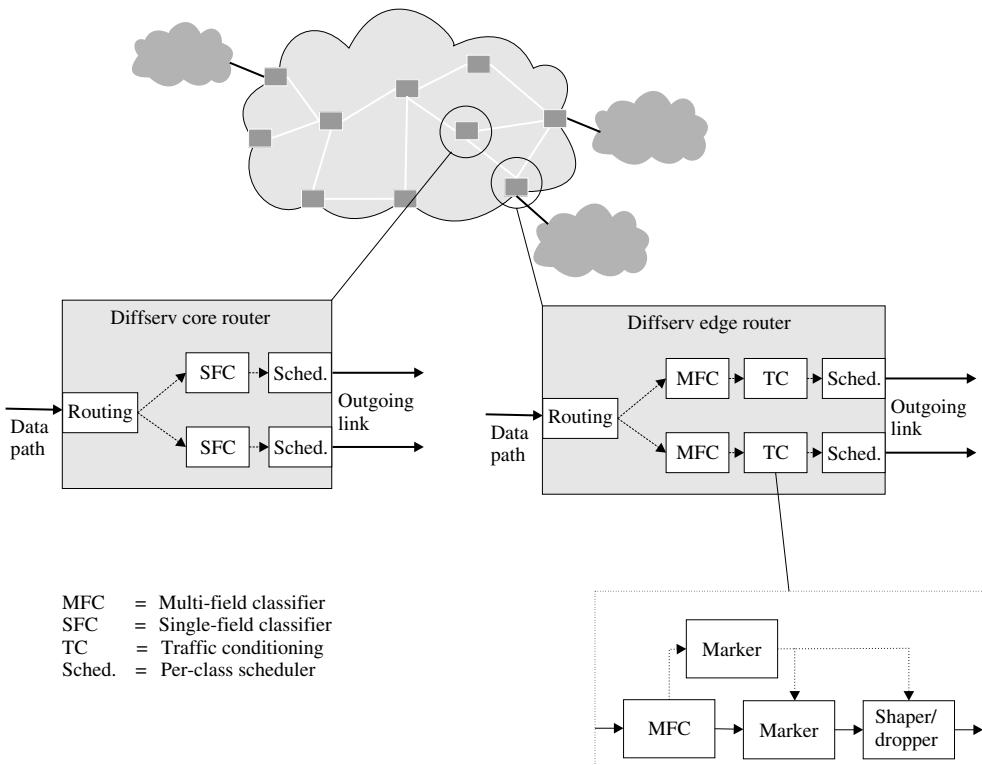 Diffserv core router
SFC
Sched.
Routing
Data
path
Outgoing
link
SFC
Sched.
Diffserv edge router
MFC
TC
Sched.
Routing
Data
path
Outgoing
link
MFC
TC
Sched.
MFC = Multi-field classifier
SFC = Single-field classifier
TC = Traffic conditioning
Sched. = Per-class scheduler
Marker
MFC
Marker
Shaper/
dropper